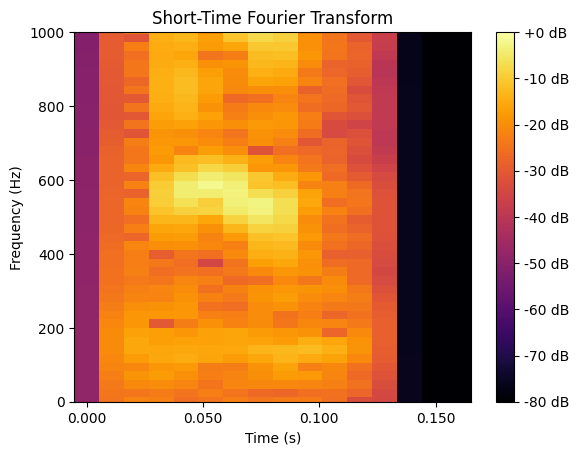 Short-Time Fourier Transform
1000
800
600
400
200
0
Frequency (Hz)
0.000
0.050
0.100
0.150
Time (s)
+0 dB
-10 dB
-20 dB
-30 dB
-40 dB
-50 dB
-60 dB
-70 dB
-80 dB